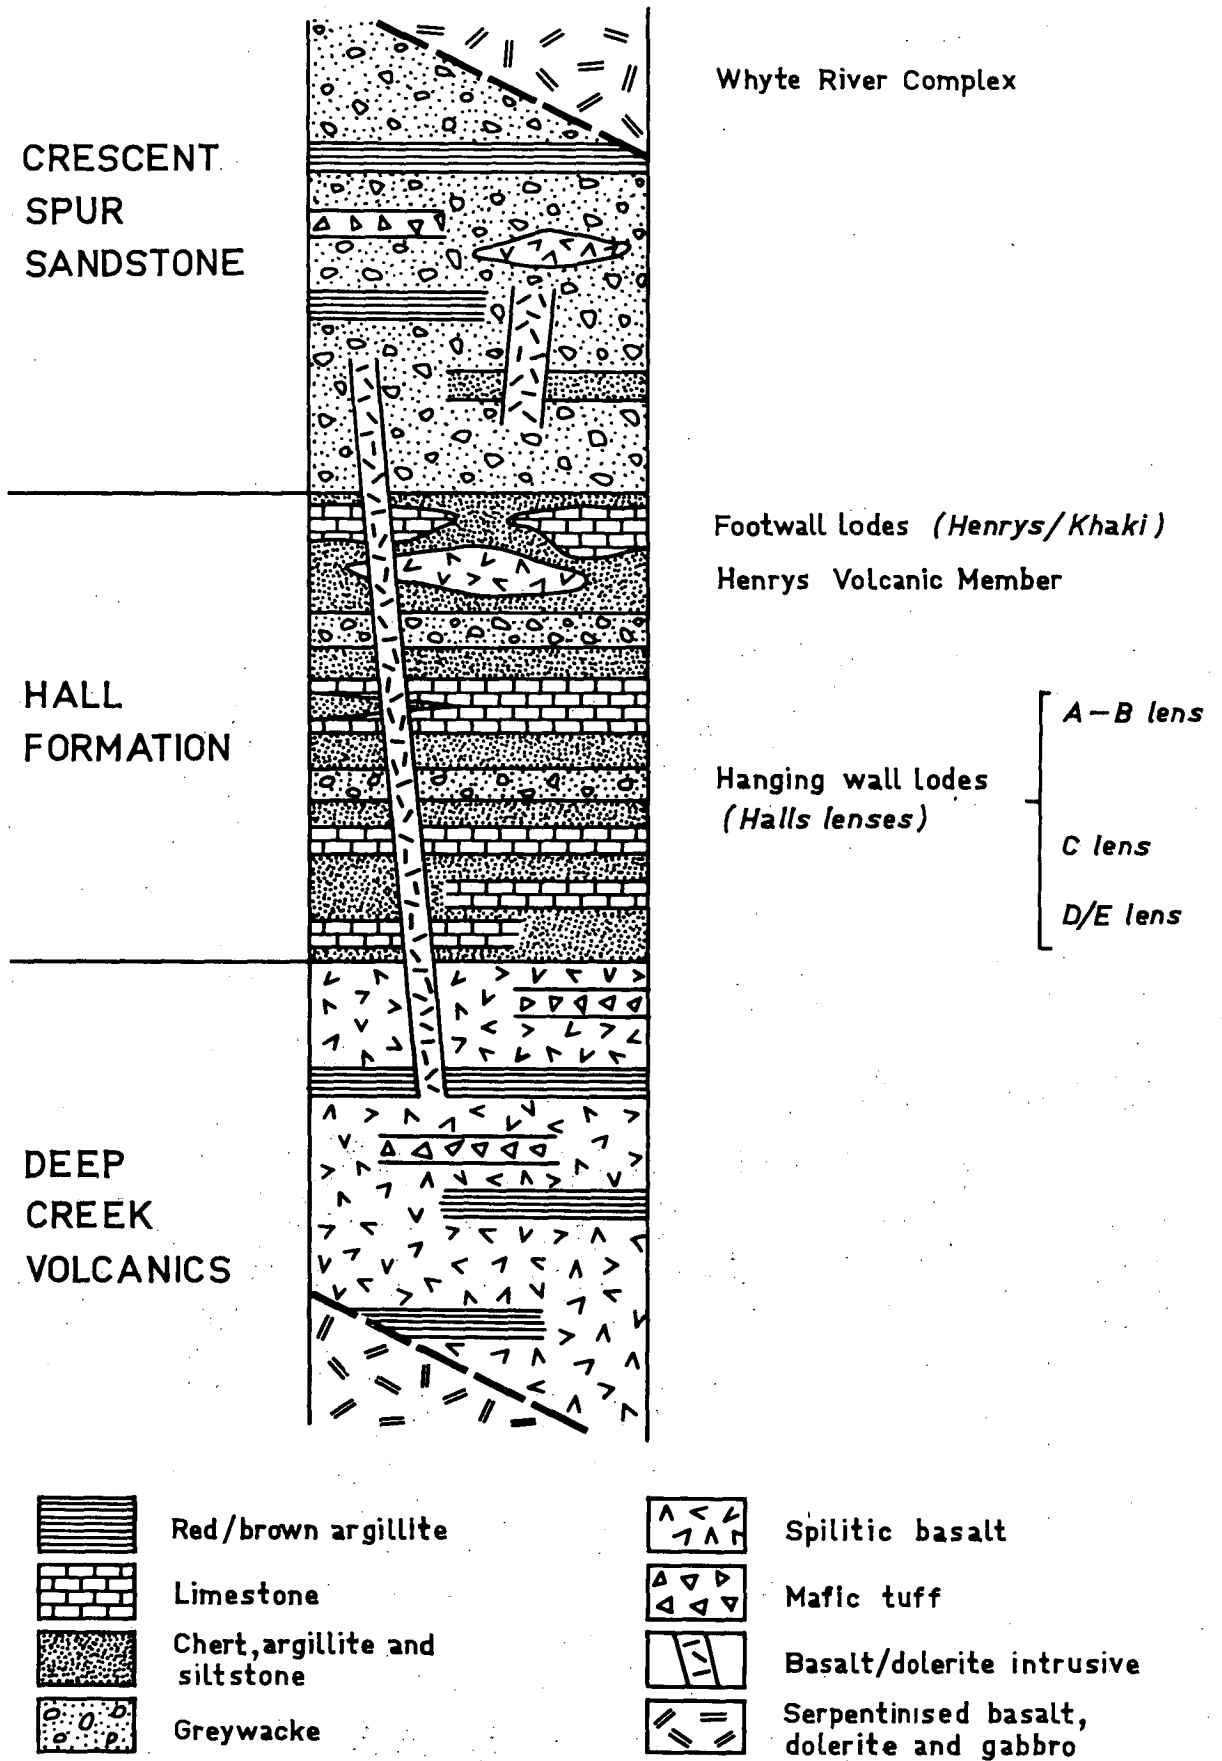 Whyte River Complex
CRESCENT
SPUR
SANDSTONE
Footwall lodes (Henrys/Khaki)
Henrys Volcanic Member
HALL
FORMATION
A-B lens
Hanging wall lodes
(Halls lenses)
C lens
D/E lens
DEEP
CREEK
VOLCANICS
Red/brown argillite
Limestone
Chert, argillite and
siltstone
Greywacke
Spilitic basalt
Mafic tuff
Basalt/dolerite intrusive
Serpentinised basalt,
dolerite and gabbro